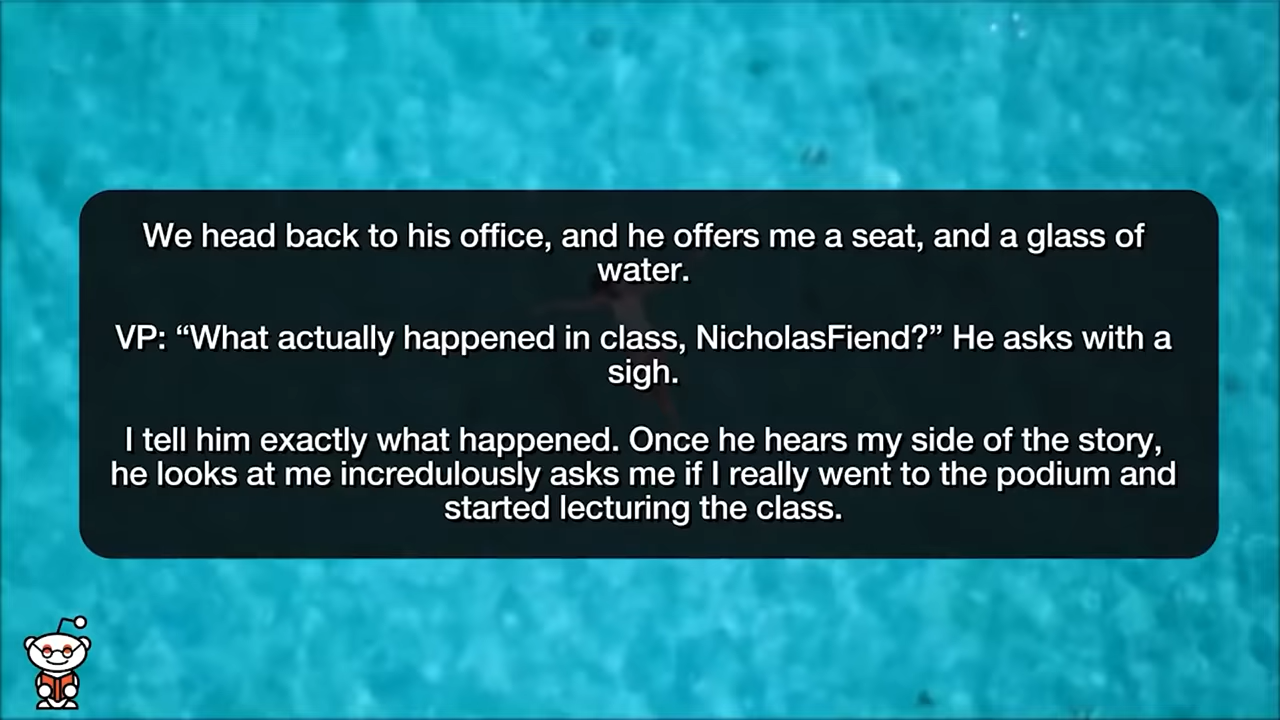 We head back to his office, and he offers me a seat, and a glass of
water.
VP: “What actually happened in class, NicholasFiend?” He asks with a
sigh.
I tell him exactly what happened. Once he hears my side of the story,
he looks at me incredulously asks me if I really went to the podium and
started lecturing the class.